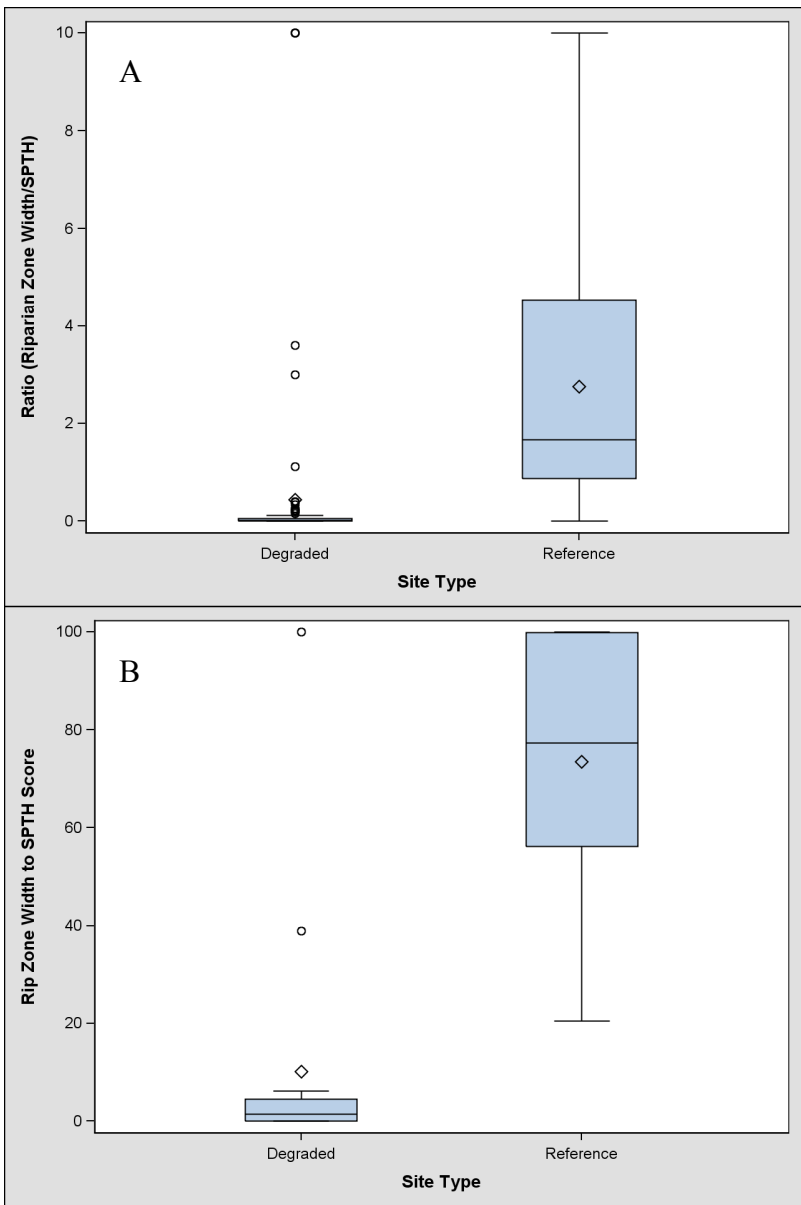 A
Ratio (Riparian Zone Width/SPTH)
10
8
6
4
2
0
Degraded
Reference
Site Type
B
Rip Zone Width to SPTH Score
100
80
60
40
20
0
Degraded
Reference
Site Type